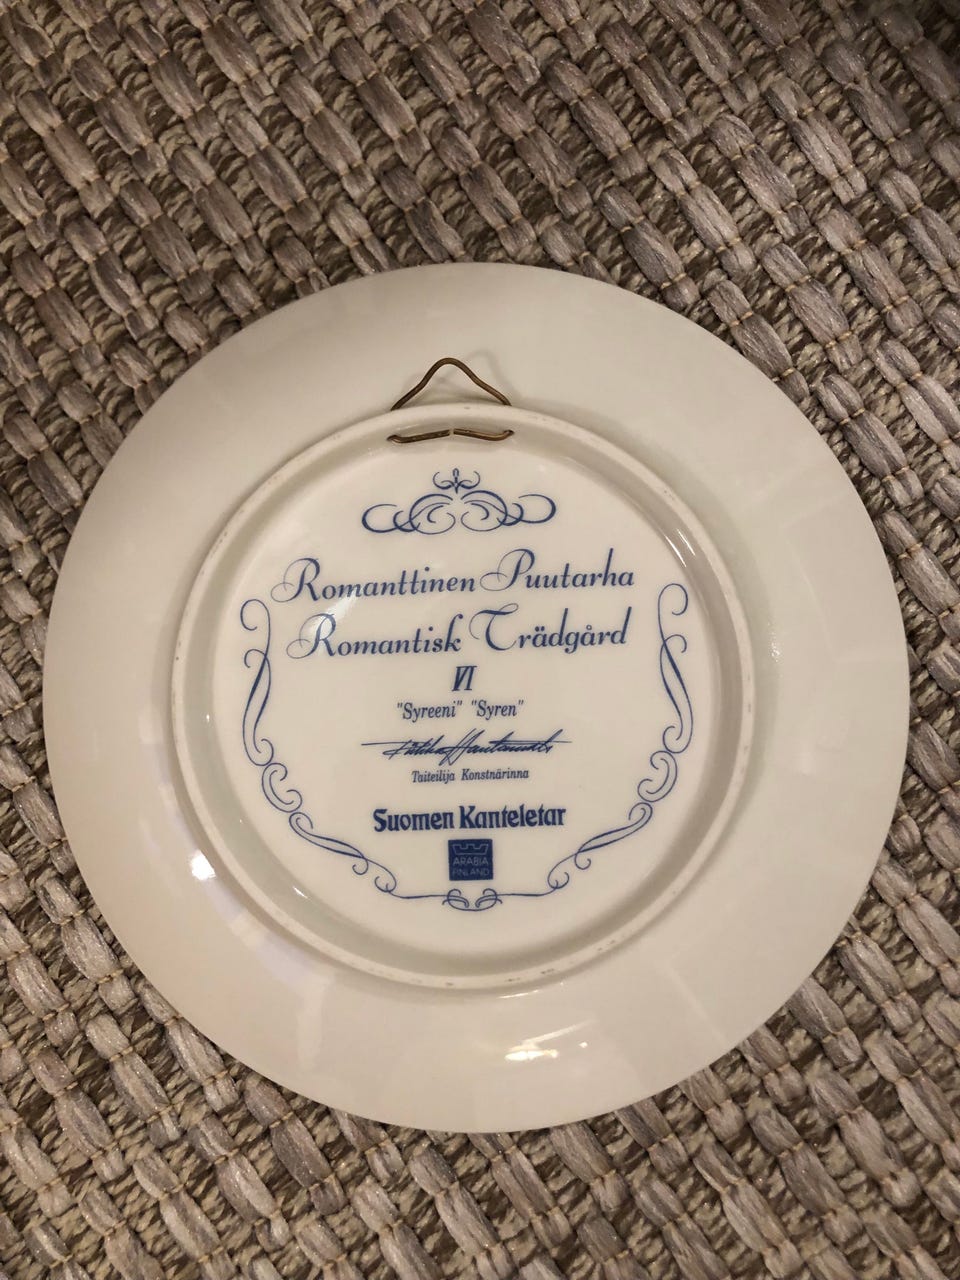 Romanttinen Puutarha
Romantisk Trädgård
VI
"Syreeni" "Syren"
Taiteilija Konstnärinna
Suomen Kanteletar
ARABIA
FINLAND